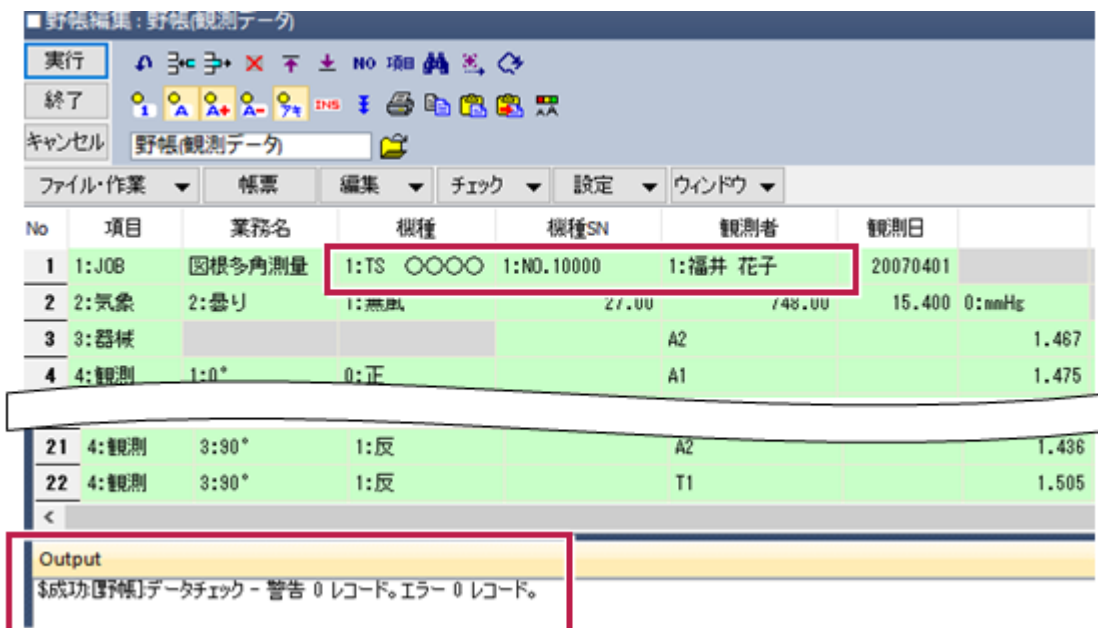 野帳編集 : 野帳(観測データ)
実行 NO 項目
終了 1 A A+ A- アキ INS
キャンセル 野帳(観測データ)
ファイル・作業 帳票 編集 チェック 設定 ウィンドウ
No 項目 業務名 機種 機種SN 観測者 観測日
1 1:JOB 図根多角測量 1:TS 〇〇〇〇 1:NO.10000 1:福井 花子 20070401
2 2:気象 2:曇り 1:無風 27.00 748.00 15.400 0:mmHg
3 3:器械 A2 1.467
4 4:観測 1:0° 0:正 A1 1.475
21 4:観測 3:90° 1:反 A2 1.436
22 4:観測 3:90° 1:反 T1 1.505
Output
$成功:[野帳]:データチェック - 警告 0 レコード。エラー 0 レコード。